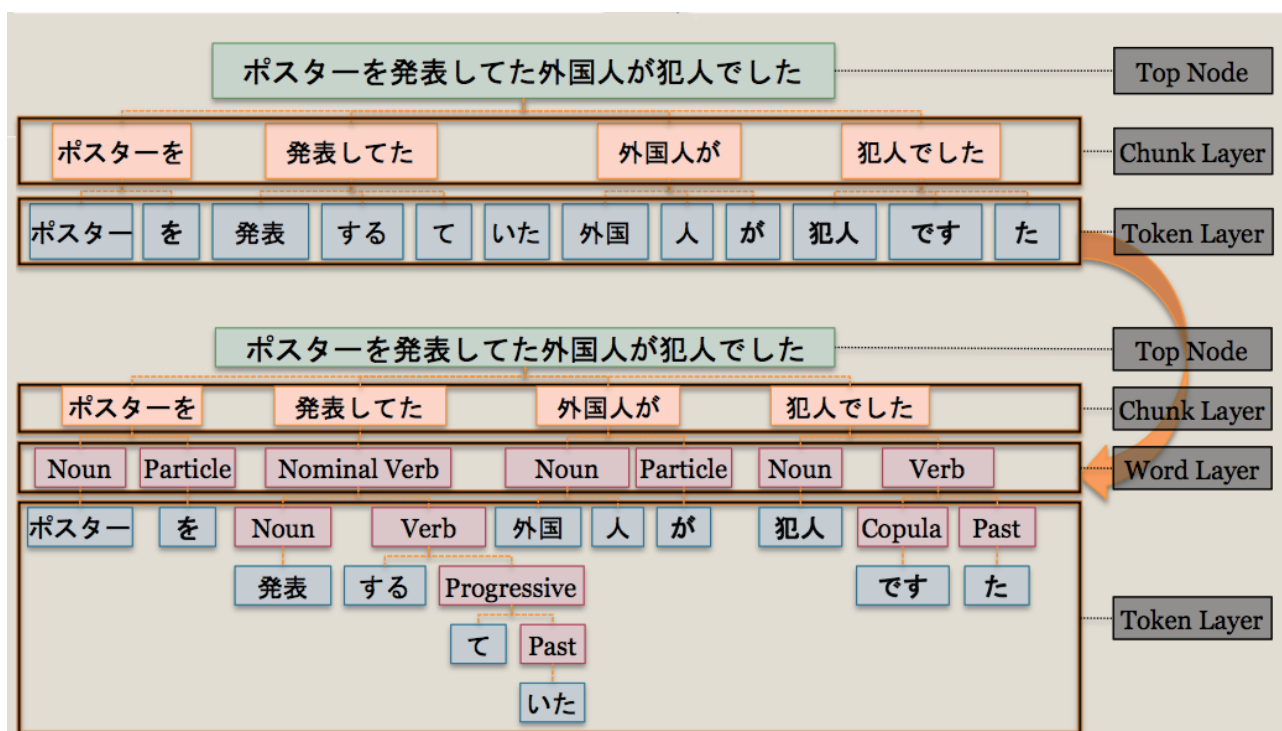 ポスターを発表してた外国人が犯人でした Top Node
ポスターを 発表してた 外国人が 犯人でした Chunk Layer
ポスター を 発表 する て いた 外国 人 が 犯人 です た Token Layer
ポスターを発表してた外国人が犯人でした Top Node
ポスターを 発表してた 外国人が 犯人でした Chunk Layer
Noun Particle Nominal Verb Noun Particle Noun Verb Word Layer
ポスター を Noun Verb 外国 人 が 犯人 Copula Past
発表 する Progressive です た
Token Layer
て Past
いた